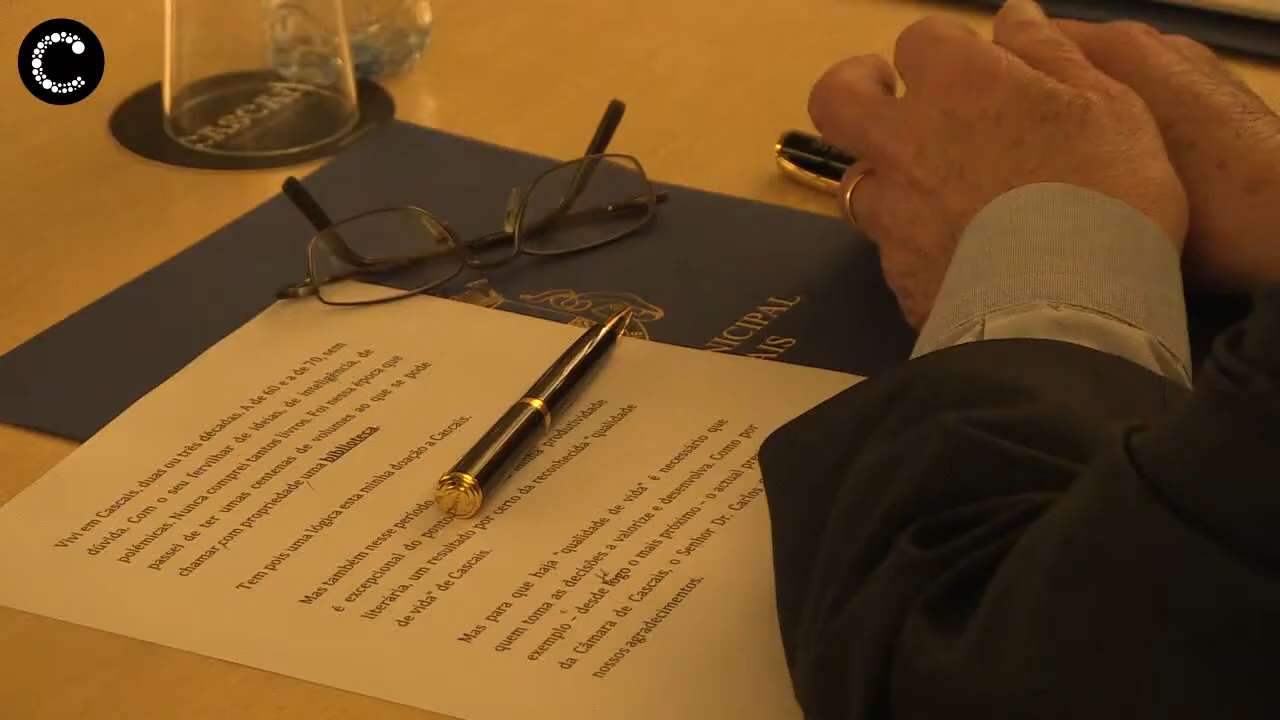 CASCAIS
NICIPAL
AIS
Vivi em Cascais, duas ou três décadas. A de 60 e a de 70, sem
dúvida. Com o seu fervilhar de ideias, de inteligência, de
polémicas. Nunca comprei tantos livros. Foi nessa época que
passei de ter umas centenas de volumes ao que se pode
chamar, com propriedade, uma biblioteca.
Tem pois uma lógica esta minha doação a Cascais.
Mas também nesse período
é excepcional do ponto minha produtividade
literária, um resultado por certo da reconhecida "qualidade
de vida" de Cascais.
Mas para que haja "qualidade de vida" é necessário que
quem toma as decisões a valorize e desenvolva. Como por
exemplo - desde logo o mais próximo - o actual
da Câmara de Cascais, o Senhor Dr. Carlos
nossos agradecimentos.